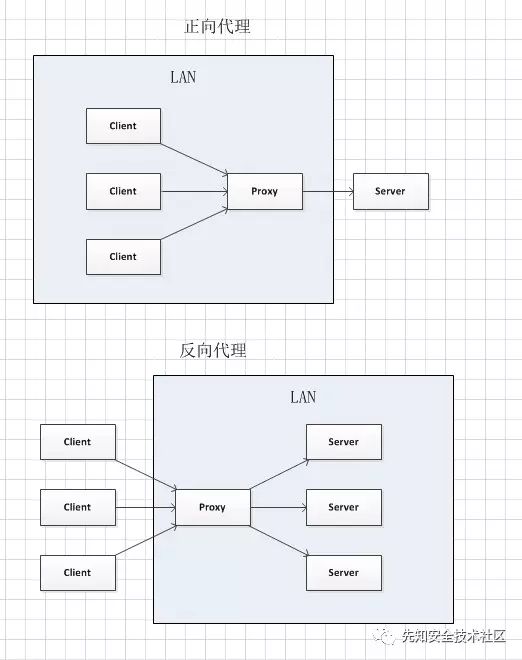 正向代理
LAN
Client
Client
Proxy
Server
Client
反向代理
LAN
Client
Server
Client
Proxy
Server
Client
Server
先知安全技术社区